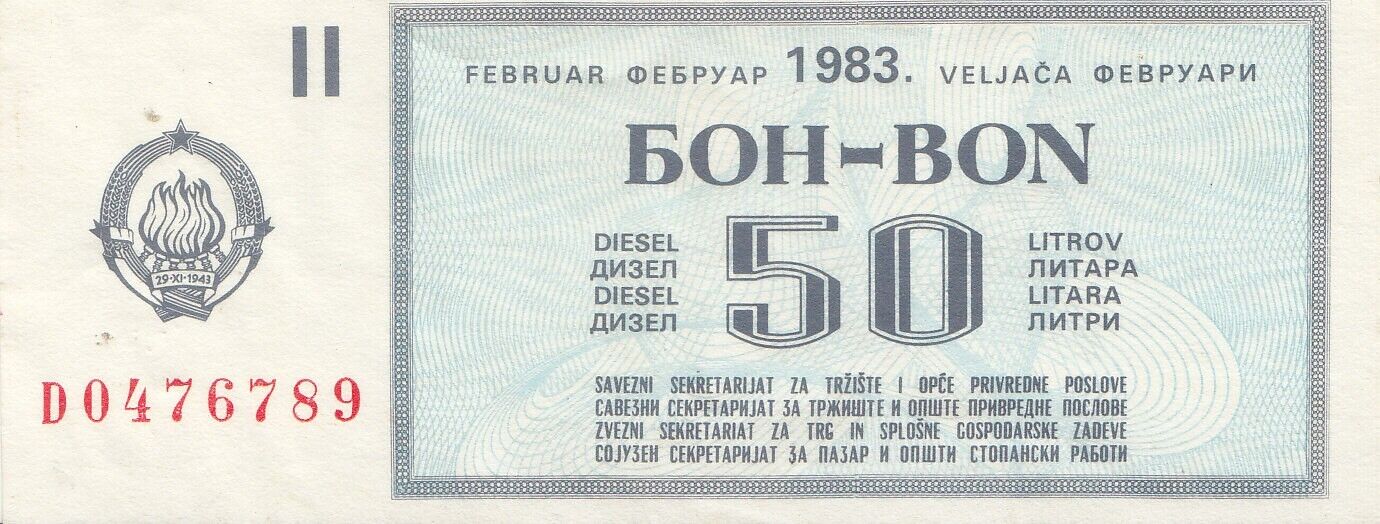 II
FEBRUAR ФЕБРУАР 1983. VELJAČA ФЕВРУАРИ
БОН-BON
29·XI·1943
50
DIESEL
ДИЗЕЛ
DIESEL
ДИЗЕЛ
LITROV
ЛИТАРА
LITARA
ЛИТРИ
D0476789
SAVEZNI SEKRETARIJAT ZA TRŽIŠTE I OPĆE PRIVREDNE POSLOVE
САВЕЗНИ СЕКРЕТАРИЈАТ ЗА ТРЖИШТЕ И ОПШТЕ ПРИВРЕДНЕ ПОСЛОВЕ
ZVEZNI SEKRETARIAT ZA TRG IN SPLOŠNE GOSPODARSKE ZADEVE
СОЈУЗЕН СЕКРЕТАРИЈАТ ЗА ПАЗАР И ОПШТИ СТОПАНСКИ РАБОТИ